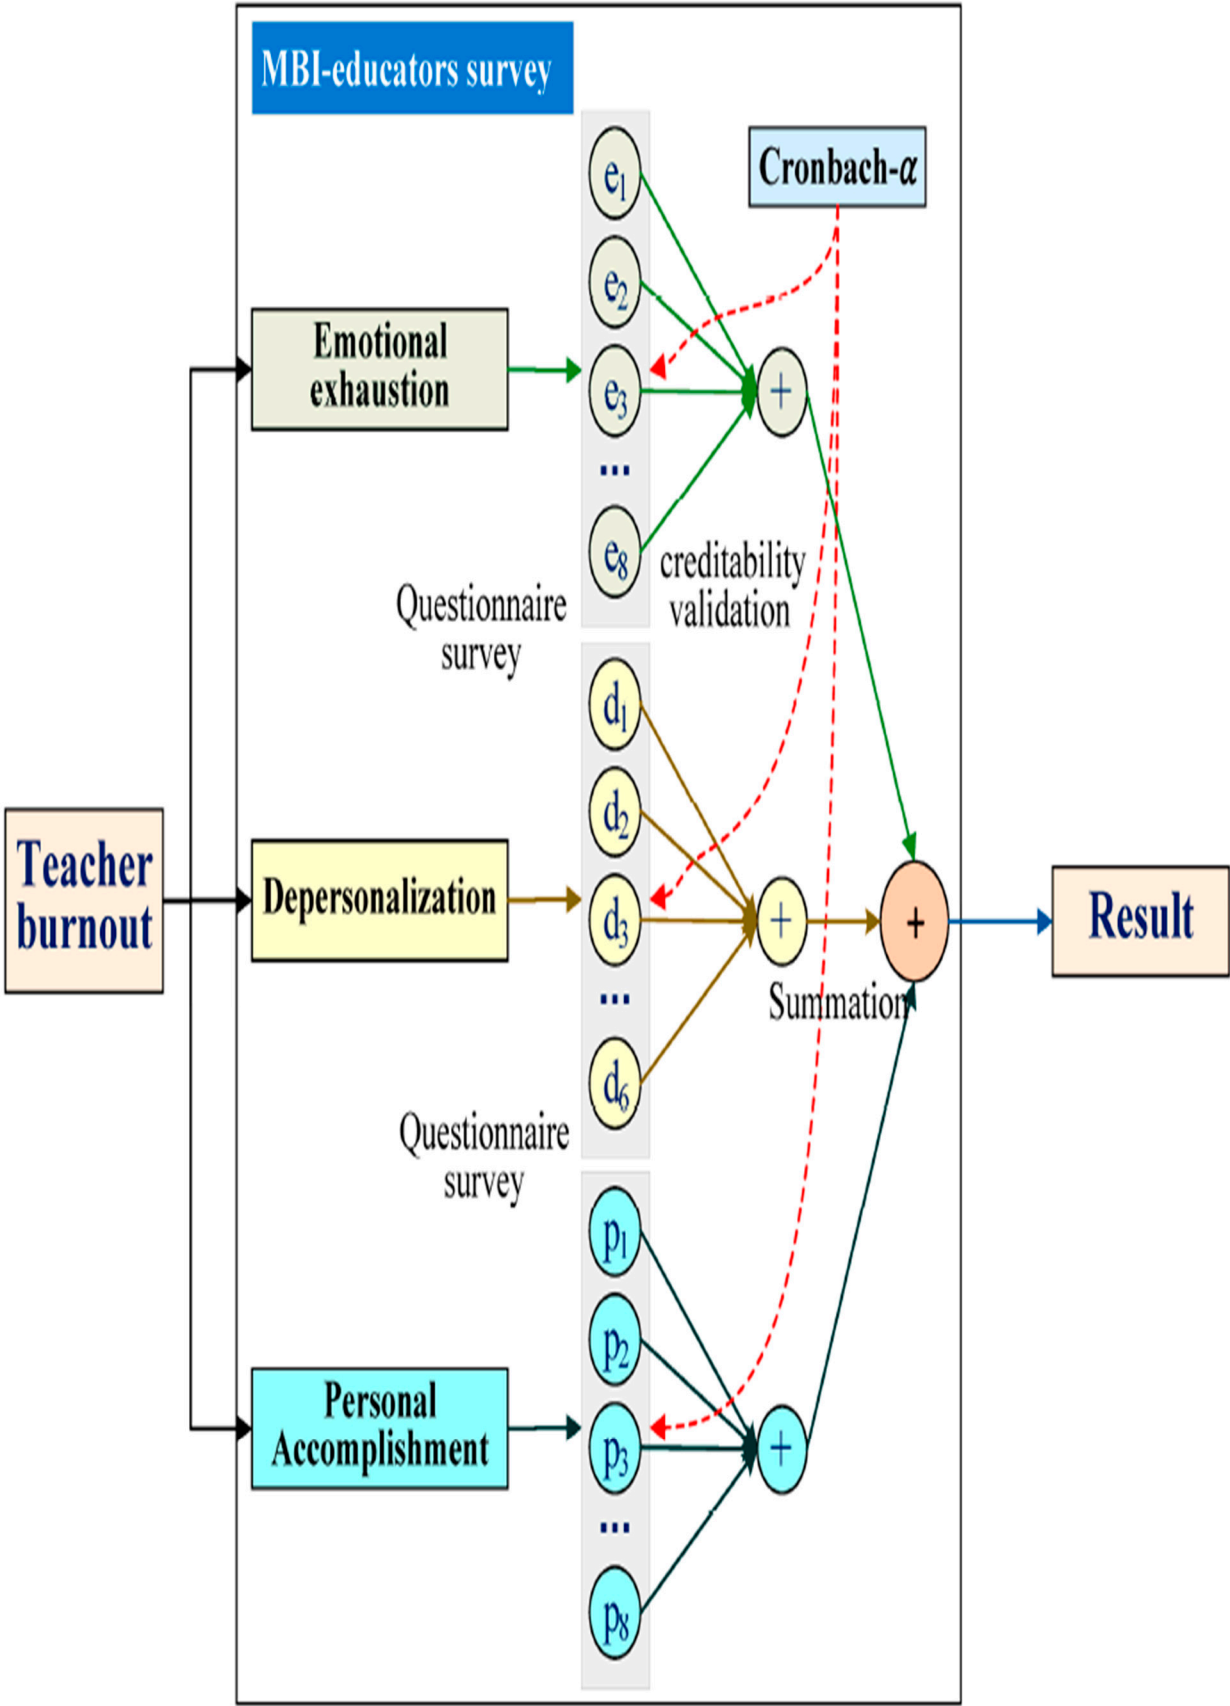 MBI-educators survey
Cronbach-α
e1
e2
e3
...
e8
+
Emotional
exhaustion
creditability
validation
Questionnaire
survey
d1
d2
d3
...
d6
+
Teacher
burnout
Depersonalization
+
Result
Summation
Questionnaire
survey
p1
p2
p3
...
p8
+
Personal
Accomplishment